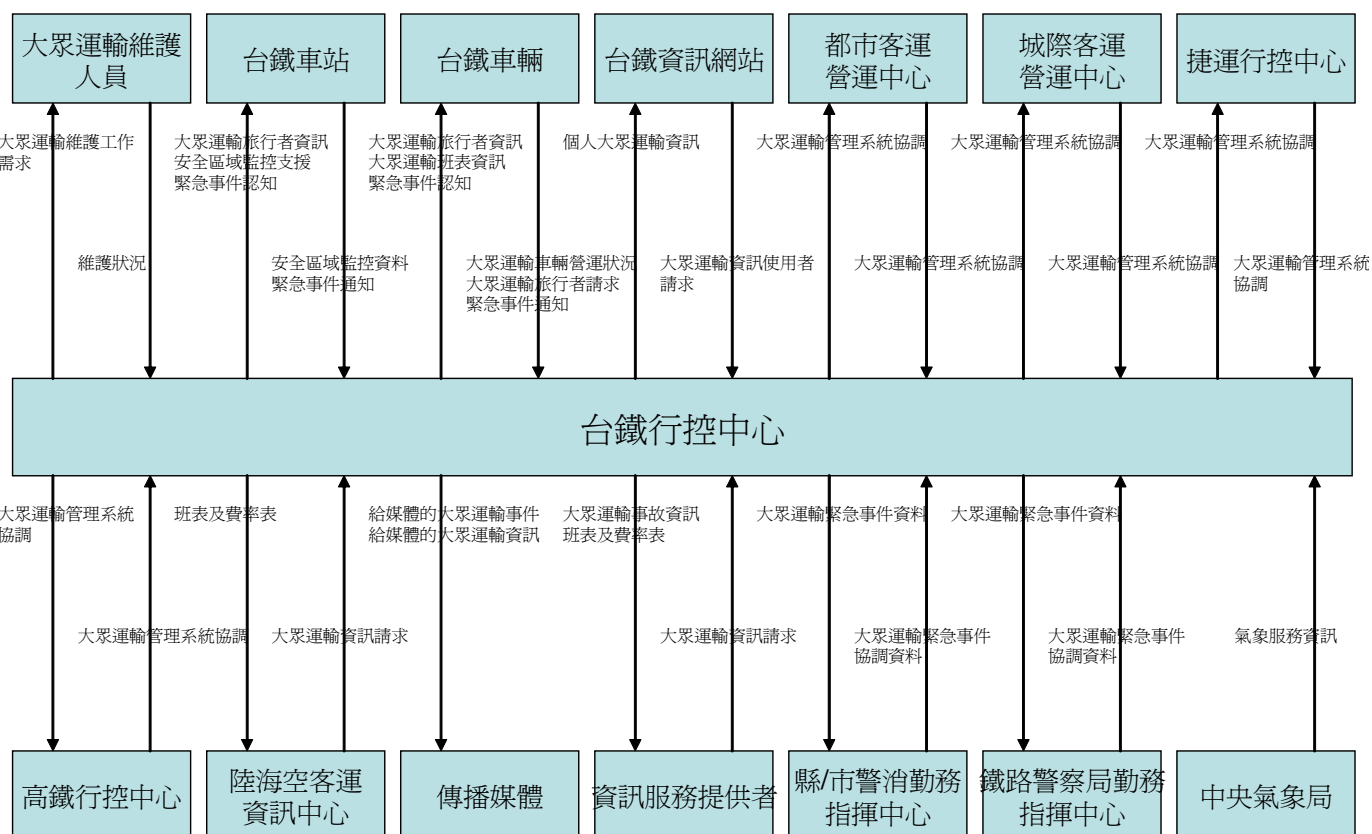 大眾運輸維護
人員
台鐵車站
台鐵車輛
台鐵資訊網站
都市客運
營運中心
城際客運
營運中心
捷運行控中心
大眾運輸維護工作
需求
大眾運輸旅行者資訊
安全區域監控支援
緊急事件認知
大眾運輸旅行者資訊
大眾運輸班表資訊
緊急事件認知
個人大眾運輸資訊
大眾運輸管理系統協調
大眾運輸管理系統協調
大眾運輸管理系統協調
維護狀況
安全區域監控資料
緊急事件通知
大眾運輸車輛營運狀況
大眾運輸旅行者請求
緊急事件通知
大眾運輸資訊使用者
請求
大眾運輸管理系統協調
大眾運輸管理系統協調
大眾運輸管理系統
協調
台鐵行控中心
大眾運輸管理系統
協調
班表及費率表
給媒體的大眾運輸事件
給媒體的大眾運輸資訊
大眾運輸事故資訊
班表及費率表
大眾運輸緊急事件資料
大眾運輸緊急事件資料
大眾運輸管理系統協調
大眾運輸資訊請求
大眾運輸資訊請求
大眾運輸緊急事件
協調資料
大眾運輸緊急事件
協調資料
氣象服務資訊
高鐵行控中心
陸海空客運
資訊中心
傳播媒體
資訊服務提供者
縣/市警消勤務
指揮中心
鐵路警察局勤務
指揮中心
中央氣象局